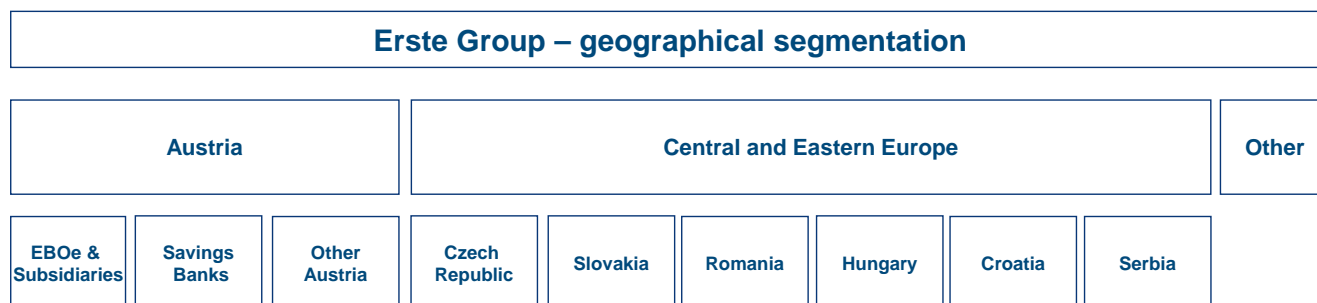 Erste Group – geographical segmentation
Austria
Central and Eastern Europe
Other
EBOe &
Subsidiaries
Savings
Banks
Other
Austria
Czech
Republic
Slovakia
Romania
Hungary
Croatia
Serbia